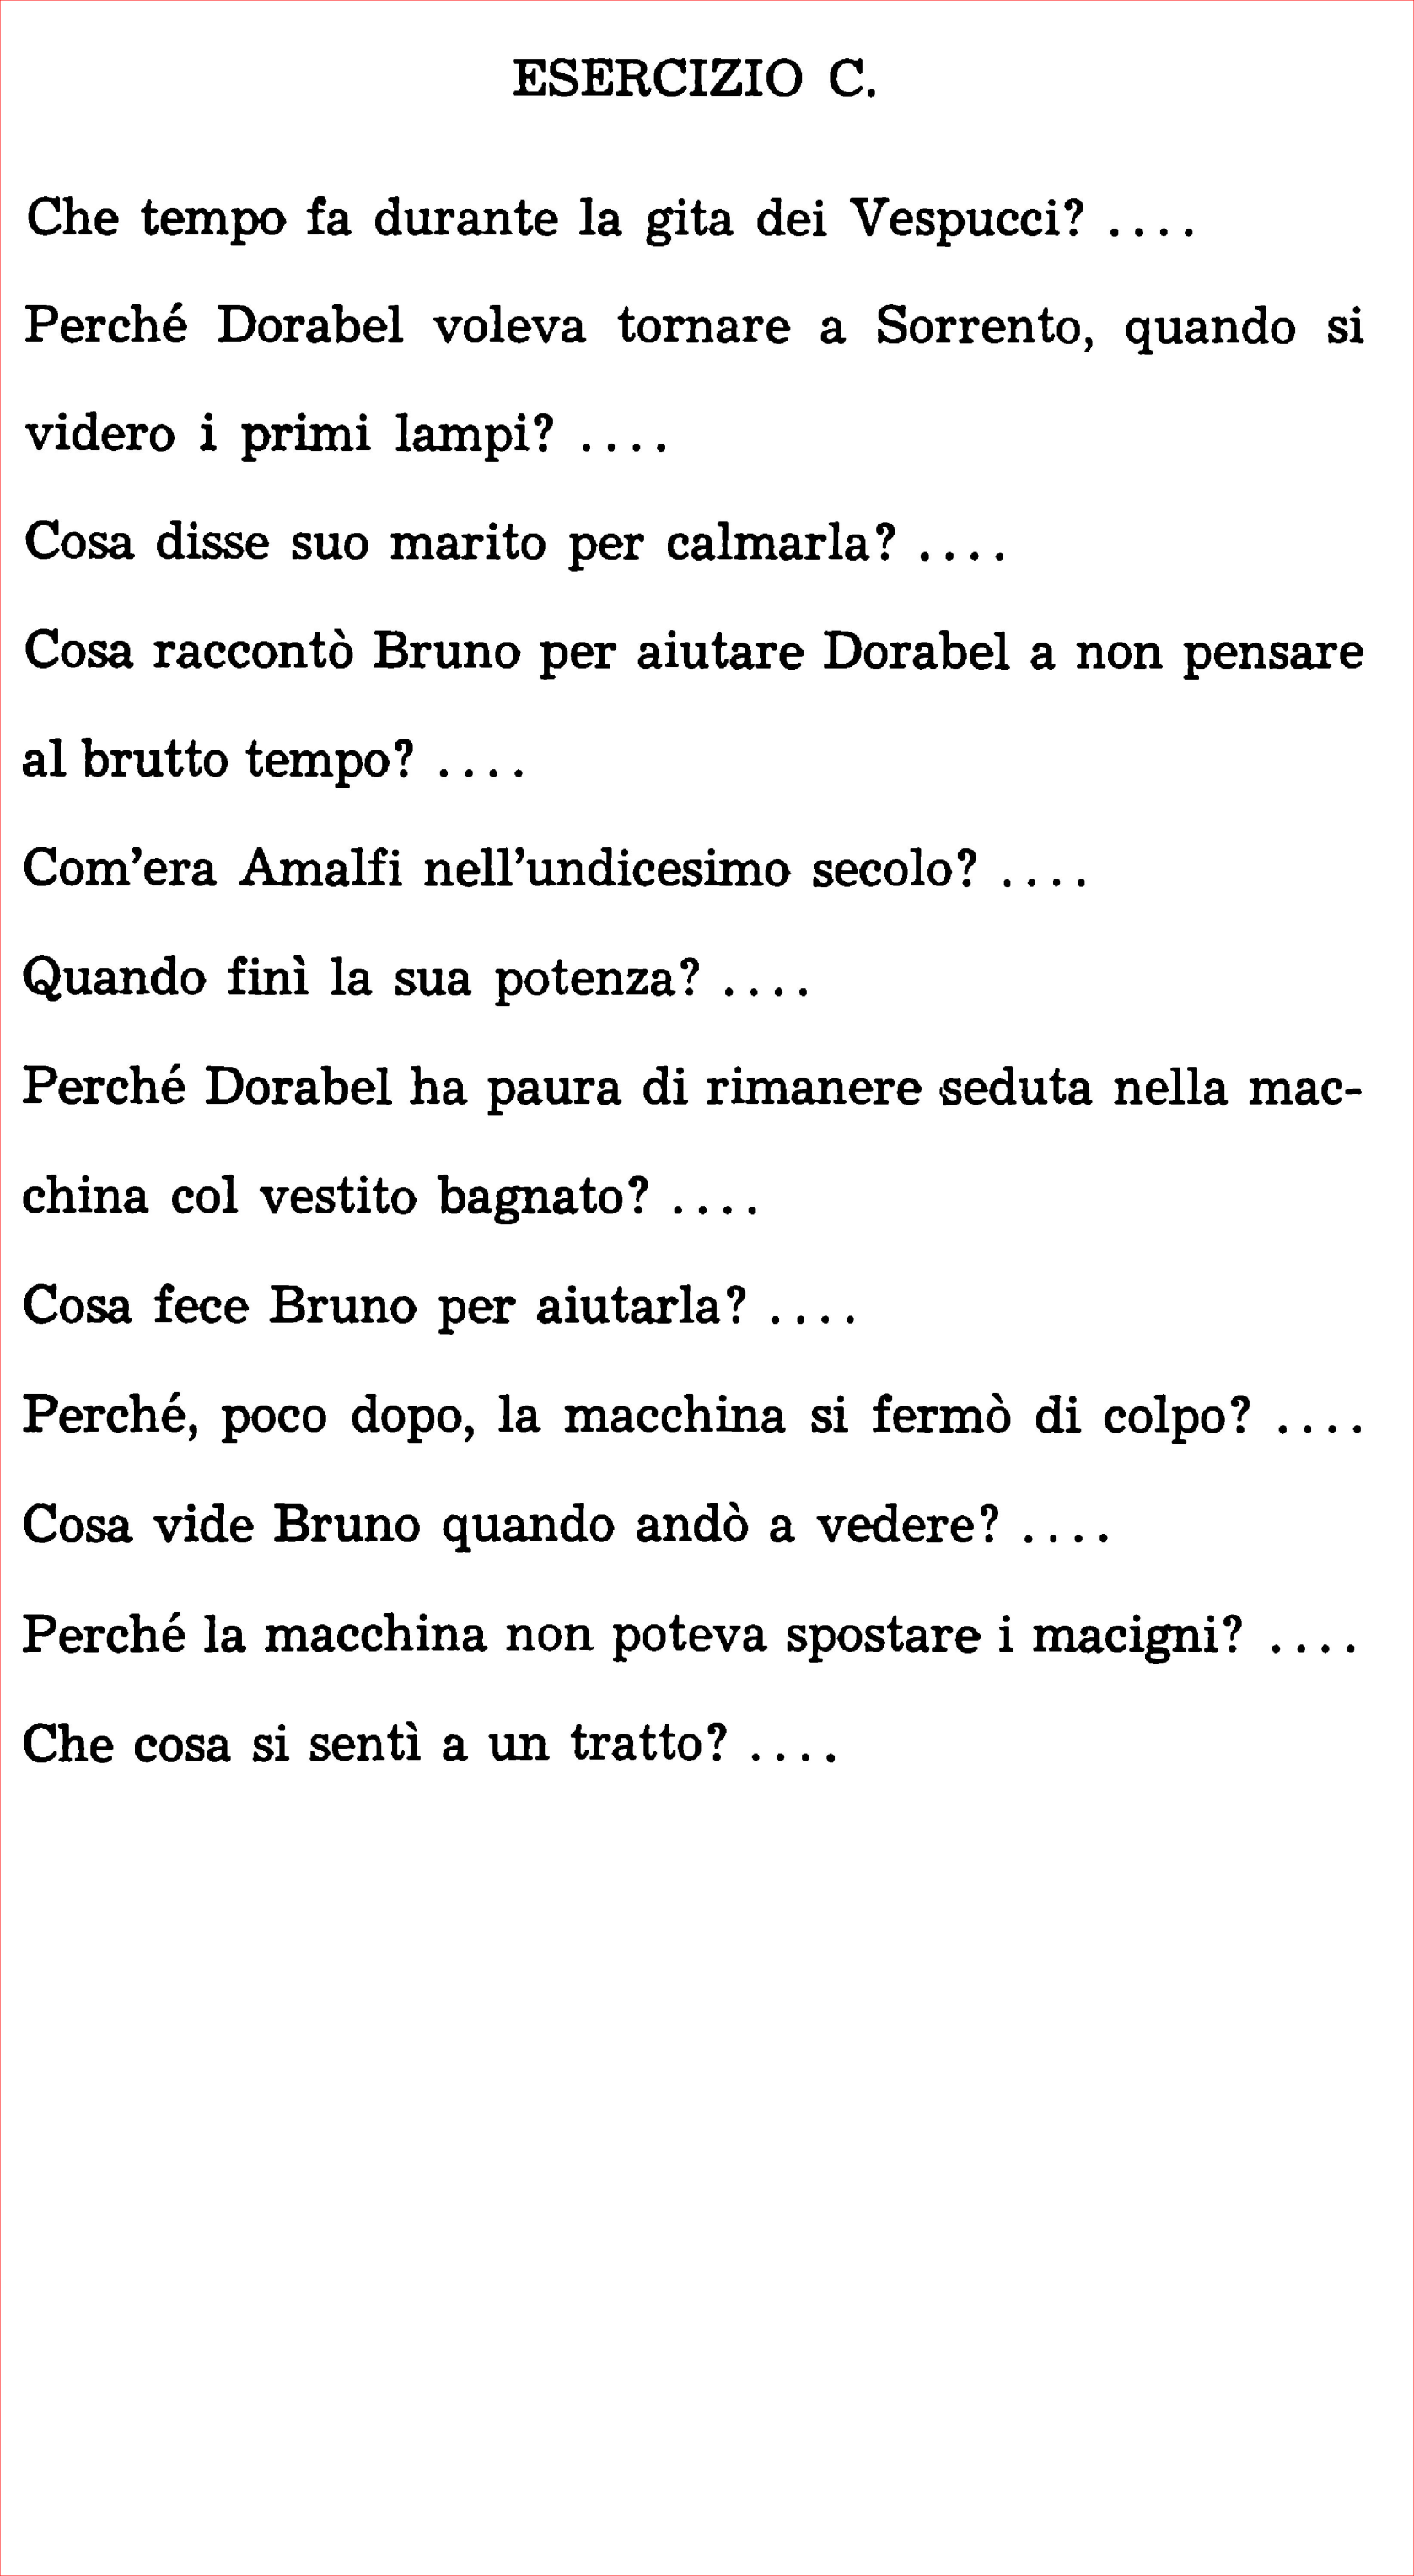 ESERCIZIO C.
Che tempo fa durante la gita dei Vespucci? ....
Perché Dorabel voleva tornare a Sorrento, quando si
videro i primi lampi? ....
Cosa disse suo marito per calmarla? ....
Cosa raccontò Bruno per aiutare Dorabel a non pensare
al brutto tempo? ....
Com'era Amalfi nell'undicesimo secolo? ....
Quando finì la sua potenza? ....
Perché Dorabel ha paura di rimanere seduta nella mac-
china col vestito bagnato? ....
Cosa fece Bruno per aiutarla? ....
Perché, poco dopo, la macchina si fermò di colpo? ....
Cosa vide Bruno quando andò a vedere? ....
Perché la macchina non poteva spostare i macigni? ....
Che cosa si sentì a un tratto? ....